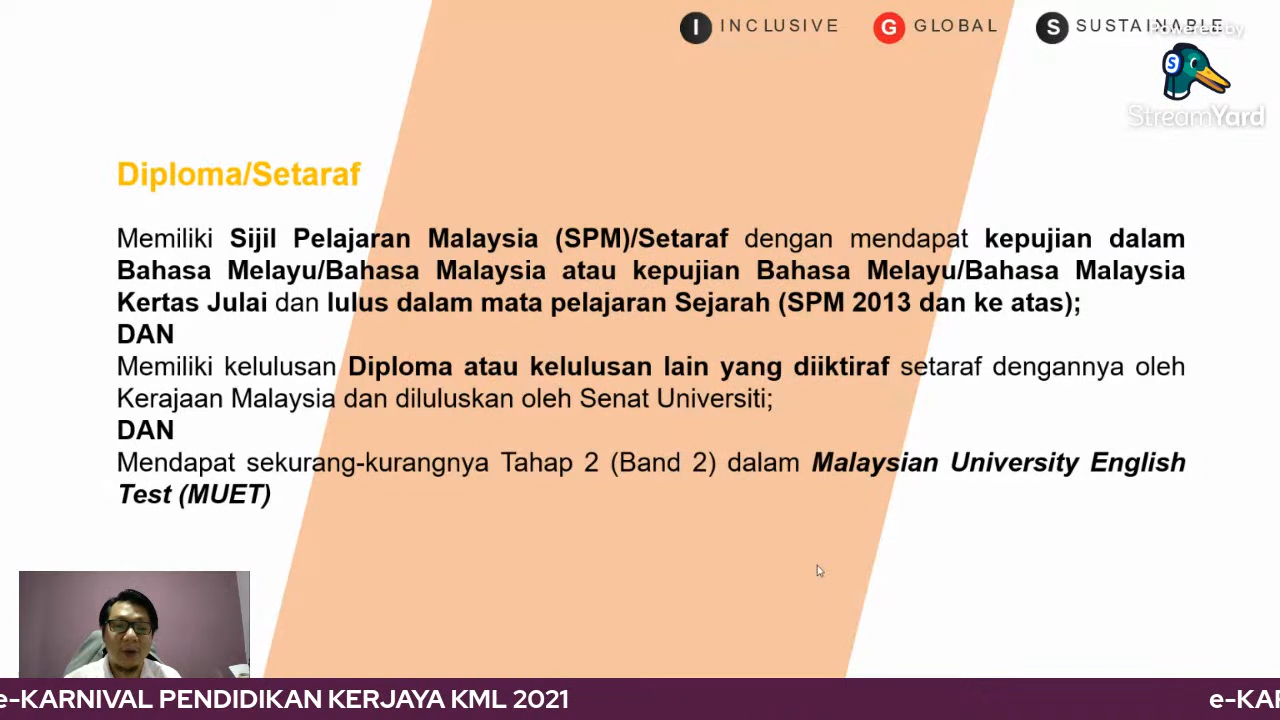 I INCLUSIVE G GLOBAL S SUSTAINABLE
Powered by
S
StreamYard
Diploma/Setaraf
Memiliki Sijil Pelajaran Malaysia (SPM)/Setaraf dengan mendapat kepujian dalam
Bahasa Melayu/Bahasa Malaysia atau kepujian Bahasa Melayu/Bahasa Malaysia
Kertas Julai dan lulus dalam mata pelajaran Sejarah (SPM 2013 dan ke atas);
DAN
Memiliki kelulusan Diploma atau kelulusan lain yang diiktiraf setaraf dengannya oleh
Kerajaan Malaysia dan diluluskan oleh Senat Universiti;
DAN
Mendapat sekurang-kurangnya Tahap 2 (Band 2) dalam Malaysian University English
Test (MUET)
e-KARNIVAL PENDIDIKAN KERJAYA KML 2021 e-KAR